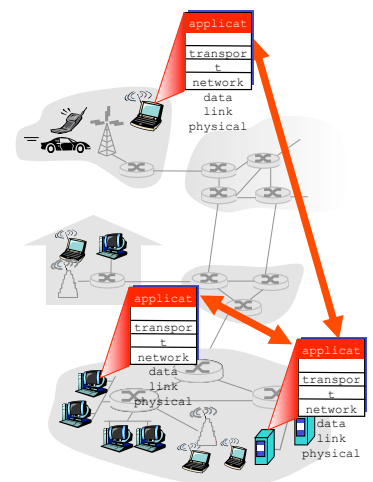 applicat
transpor
t
network
data
link
physical
applicat
transpor
t
network
data
link
physical
applicat
transpor
t
network
data
link
physical